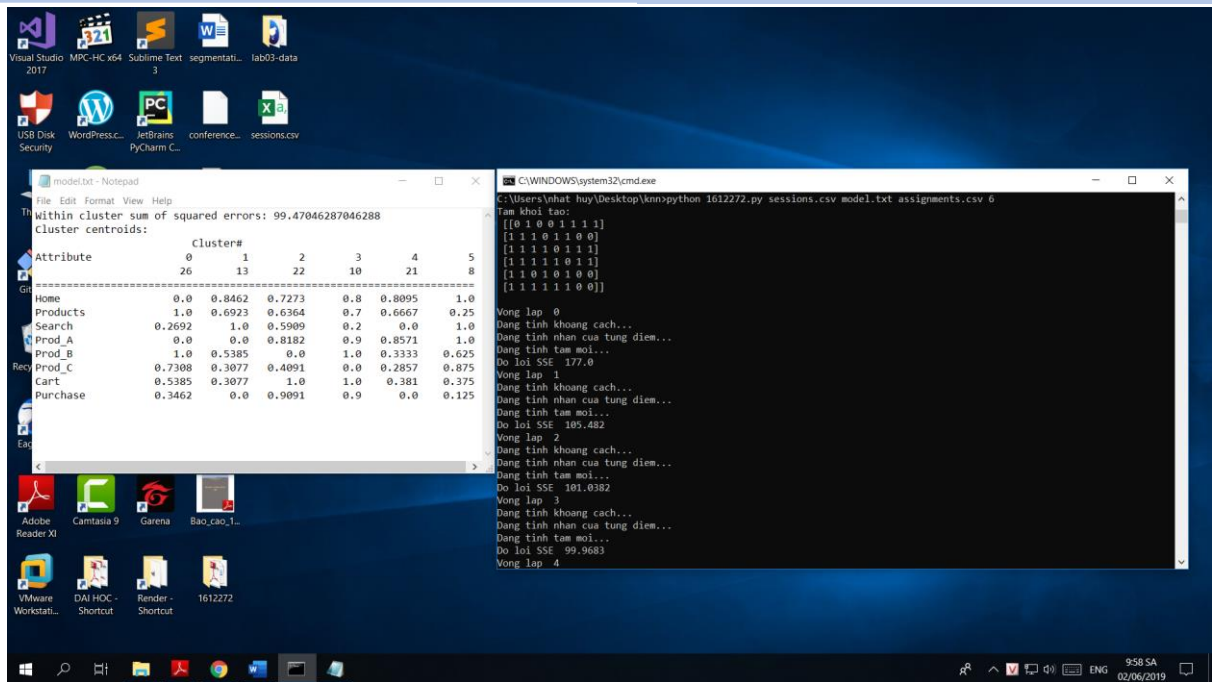 Visual Studio 2017
MPC-HC x64
Sublime Text 3
segmentati...
lab03-data
USB Disk Security
WordPress.c...
JetBrains PyCharm C...
conference...
sessions.csv
model.txt - Notepad
File Edit Format View Help
Within cluster sum of squared errors: 99.47046287046288
Cluster centroids:
Cluster#
Attribute 0 1 2 3 4 5
26 13 22 10 21 8
================================================================
Home 0.0 0.8462 0.7273 0.8 0.8095 1.0
Products 1.0 0.6923 0.6364 0.7 0.6667 0.25
Search 0.2692 1.0 0.5909 0.2 0.0 1.0
Prod_A 0.0 0.0 0.8182 0.9 0.8571 1.0
Prod_B 1.0 0.5385 0.0 1.0 0.3333 0.625
Prod_C 0.7308 0.3077 0.4091 0.0 0.2857 0.875
Cart 0.5385 0.3077 1.0 1.0 0.381 0.375
Purchase 0.3462 0.0 0.9091 0.9 0.0 0.125
C:\WINDOWS\system32\cmd.exe
C:\Users\nhat huy\Desktop\knn>python 1612272.py sessions.csv model.txt assignments.csv 6
Tam khoi tao:
[[0 1 0 0 1 1 1 1]
[1 1 1 0 1 1 0 0]
[1 1 1 1 0 1 1 1]
[1 1 1 1 1 0 1 1]
[1 1 0 1 0 1 0 0]
[1 1 1 1 1 1 0 0]]
Vong lap 0
Dang tinh khoang cach...
Dang tinh nhan cua tung diem...
Dang tinh tam moi...
Do loi SSE 177.0
Vong lap 1
Dang tinh khoang cach...
Dang tinh nhan cua tung diem...
Dang tinh tam moi...
Do loi SSE 105.482
Vong lap 2
Dang tinh khoang cach...
Dang tinh nhan cua tung diem...
Dang tinh tam moi...
Do loi SSE 101.0382
Vong lap 3
Dang tinh khoang cach...
Dang tinh nhan cua tung diem...
Dang tinh tam moi...
Do loi SSE 99.9683
Vong lap 4
Th
Git
Recy
Eag
Adobe Reader XI
Camtasia 9
Garena
Bao_cao_1...
VMware Workstati...
DAI HOC - Shortcut
Render - Shortcut
1612272
ENG
9:58 SA
02/06/2019